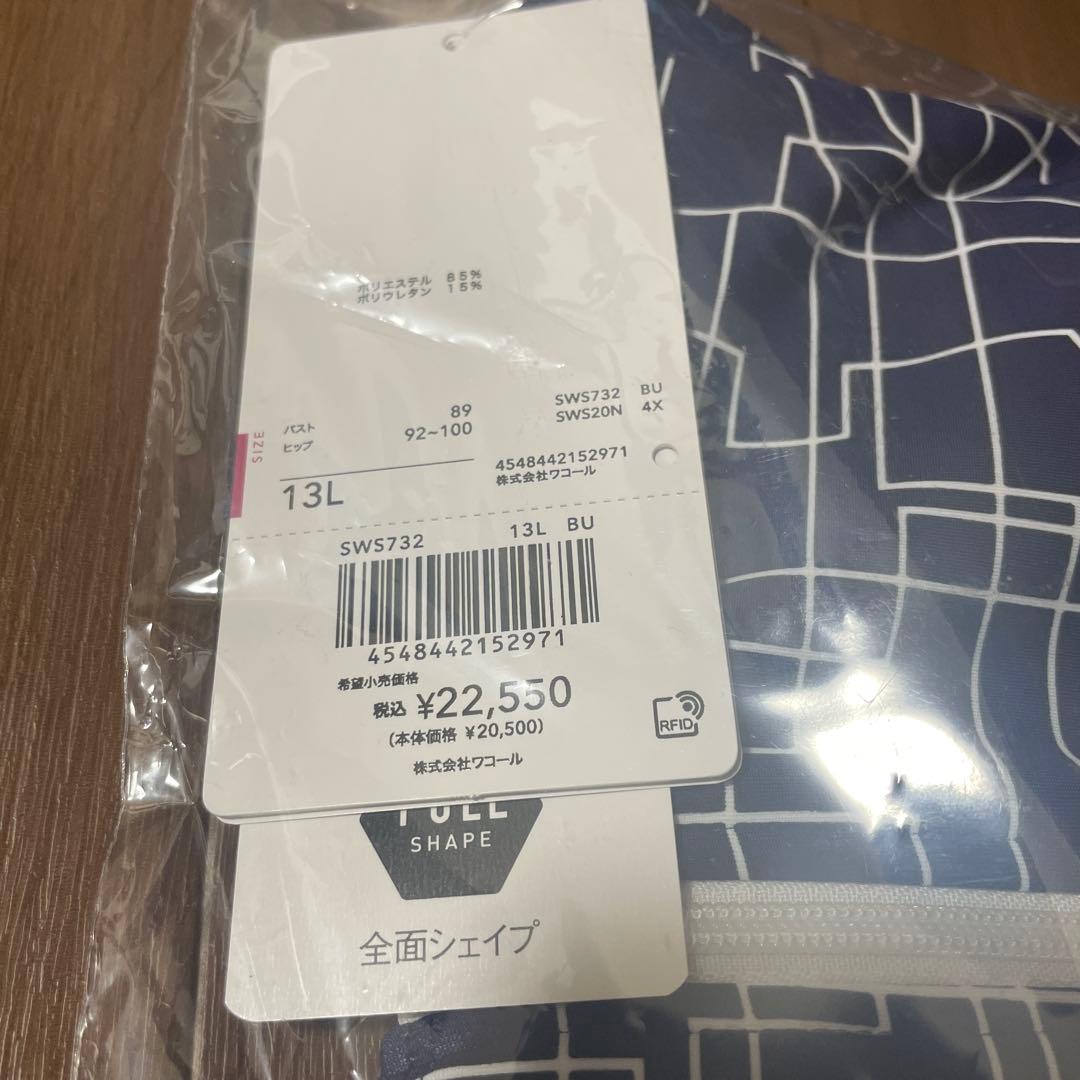 ポリエステル 85%
ポリウレタン 15%
SIZE
バスト 89
ヒップ 92~100
13L
SWS732 BU
SWS20N 4X
4548442152971
株式会社ワコール
SWS732 13L BU
4548442152971
希望小売価格
税込 ¥22,550
(本体価格 ¥20,500)
株式会社ワコール
RFID
FULL
SHAPE
全面シェイプ